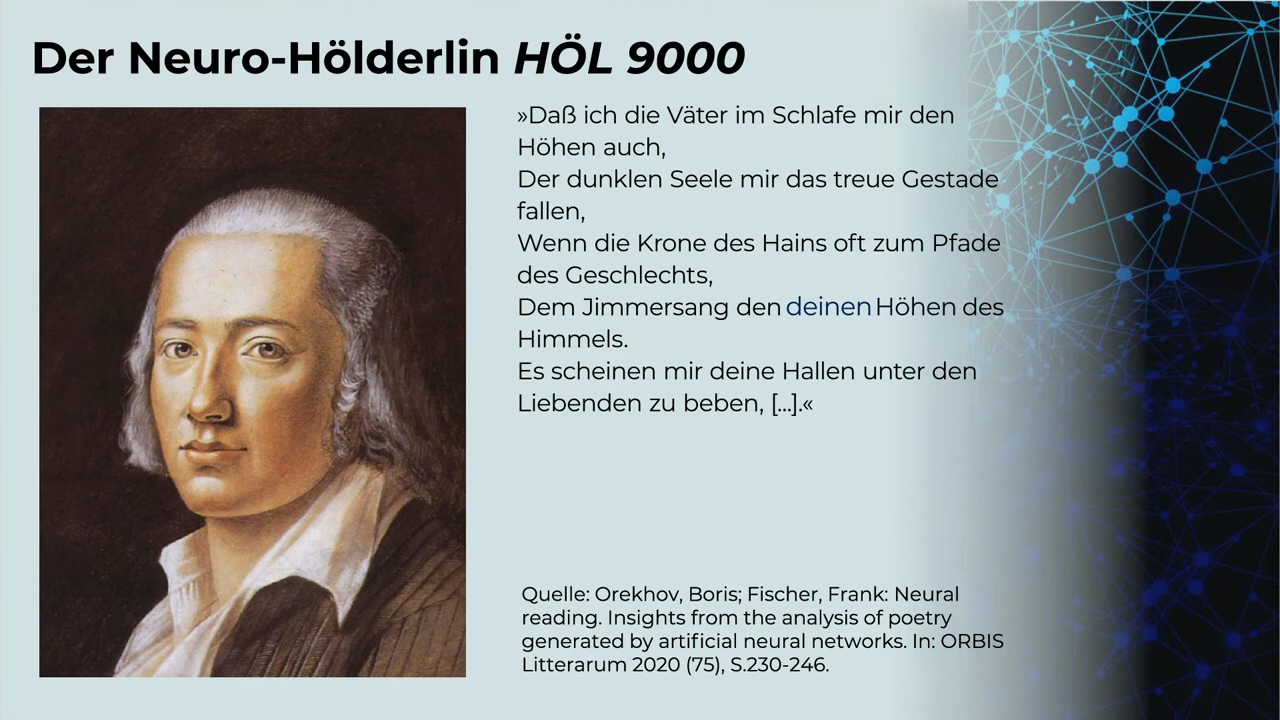 Der Neuro-Hölderlin HÖL 9000
»Daß ich die Väter im Schlafe mir den
Höhen auch,
Der dunklen Seele mir das treue Gestade
fallen,
Wenn die Krone des Hains oft zum Pfade
des Geschlechts,
Dem Jimmersang den deinen Höhen des
Himmels.
Es scheinen mir deine Hallen unter den
Liebenden zu beben, [...].«
Quelle: Orekhov, Boris; Fischer, Frank: Neural
reading. Insights from the analysis of poetry
generated by artificial neural networks. In: ORBIS
Litterarum 2020 (75), S.230-246.